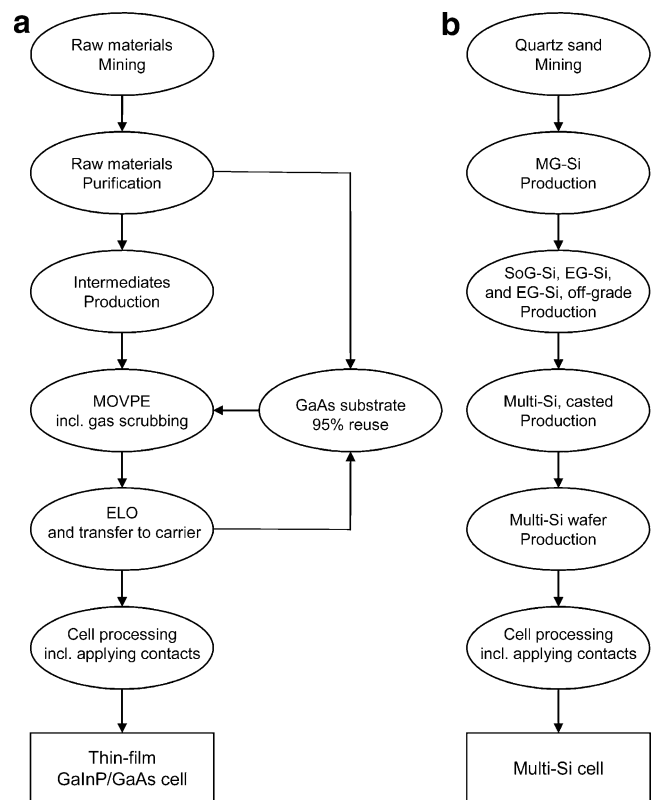 a
Raw materials
Mining
Raw materials
Purification
Intermediates
Production
MOVPE
incl. gas scrubbing
GaAs substrate
95% reuse
ELO
and transfer to carrier
Cell processing
incl. applying contacts
Thin-film
GaInP/GaAs cell
b
Quartz sand
Mining
MG-Si
Production
SoG-Si, EG-Si,
and EG-Si, off-grade
Production
Multi-Si, casted
Production
Multi-Si wafer
Production
Cell processing
incl. applying contacts
Multi-Si cell